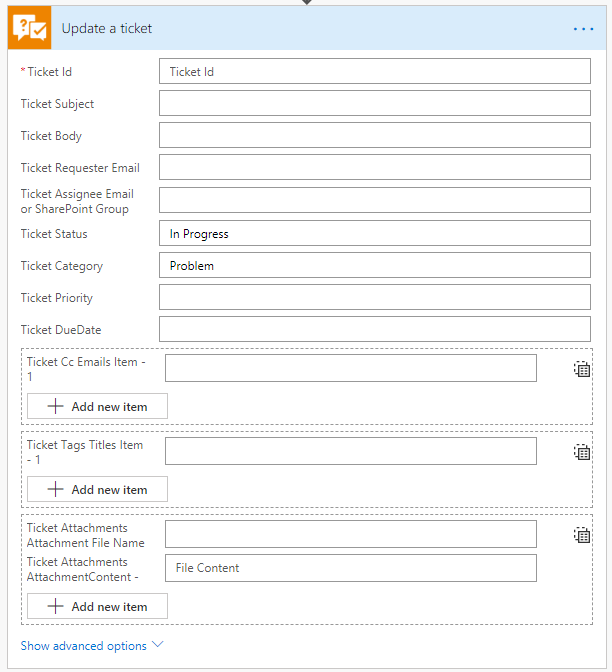 Update a ticket
* Ticket Id
Ticket Id
Ticket Subject
Ticket Body
Ticket Requester Email
Ticket Assignee Email
or SharePoint Group
Ticket Status
In Progress
Ticket Category
Problem
Ticket Priority
Ticket DueDate
Ticket Cc Emails Item -
1
Add new item
Ticket Tags Titles Item
- 1
Add new item
Ticket Attachments
Attachment File Name
Ticket Attachments
AttachmentContent -
File Content
Add new item
Show advanced options